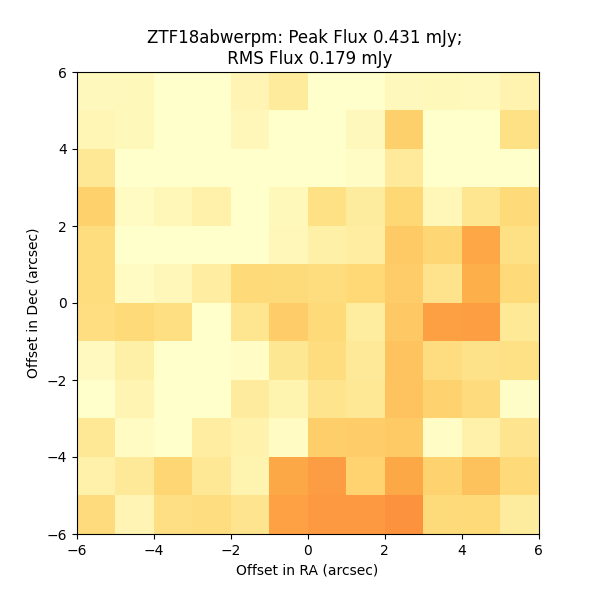 ZTF18abwerpm: Peak Flux 0.431 mJy;
RMS Flux 0.179 mJy
6
4
2
0
−2
−4
−6
Offset in Dec (arcsec)
−6 −4 −2 0 2 4 6
Offset in RA (arcsec)